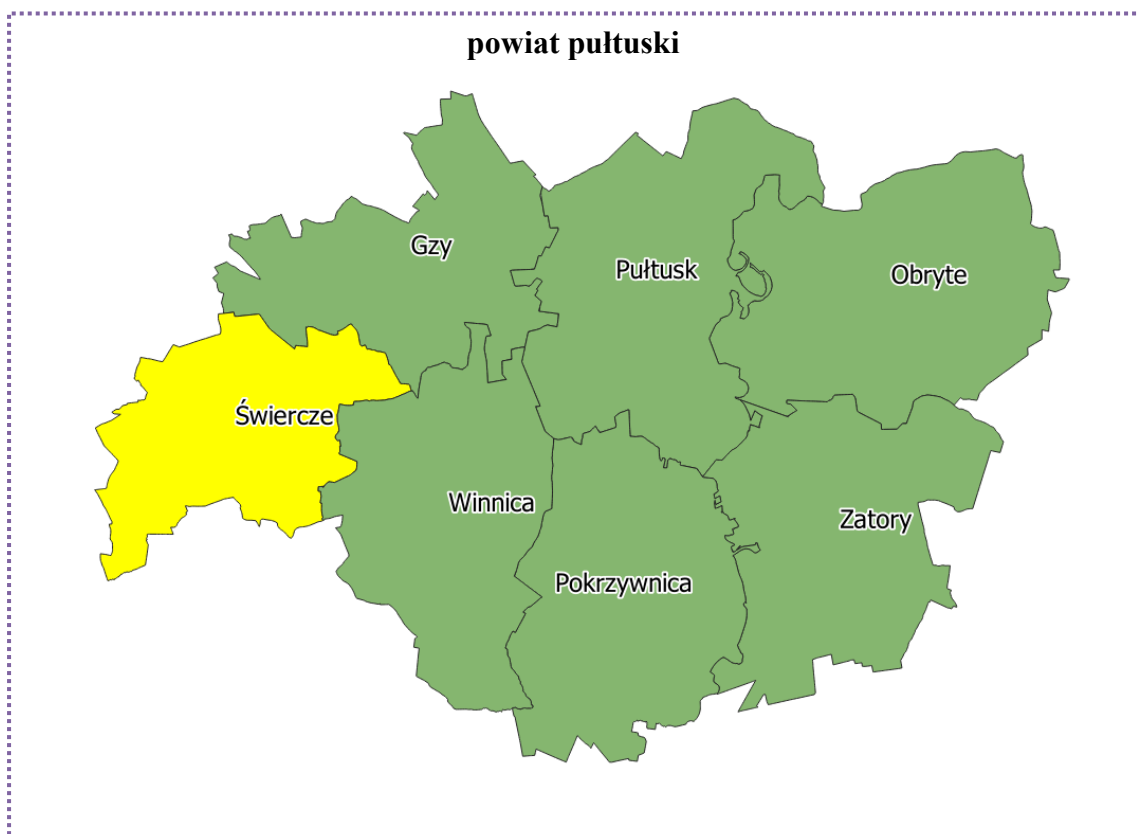 powiat pułtuski
Gzy
Pułtusk
Obryte
Świercze
Winnica
Zatory
Pokrzywnica